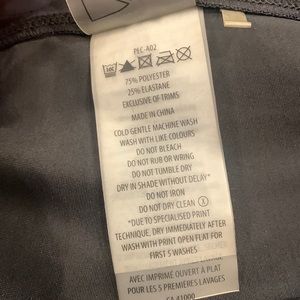 PLC-A02
75% POLYESTER
25% ELASTANE
EXCLUSIVE OF TRIMS
MADE IN CHINA
COLD GENTLE MACHINE WASH
WASH WITH LIKE COLOURS
DO NOT BLEACH
DO NOT RUB OR WRING
DO NOT TUMBLE DRY
DRY IN SHADE WITHOUT DELAY*
DO NOT IRON
DO NOT DRY CLEAN
*DUE TO SPECIALISED PRINT
TECHNIQUE, DRY IMMEDIATELY AFTER
WASH WITH PRINT OPEN FLAT FOR
FIRST 5 WASHES
AVEC IMPRIMÉ OUVERT À PLAT
POUR LES 5 PREMIÈRES LAVAGES
CA 41000